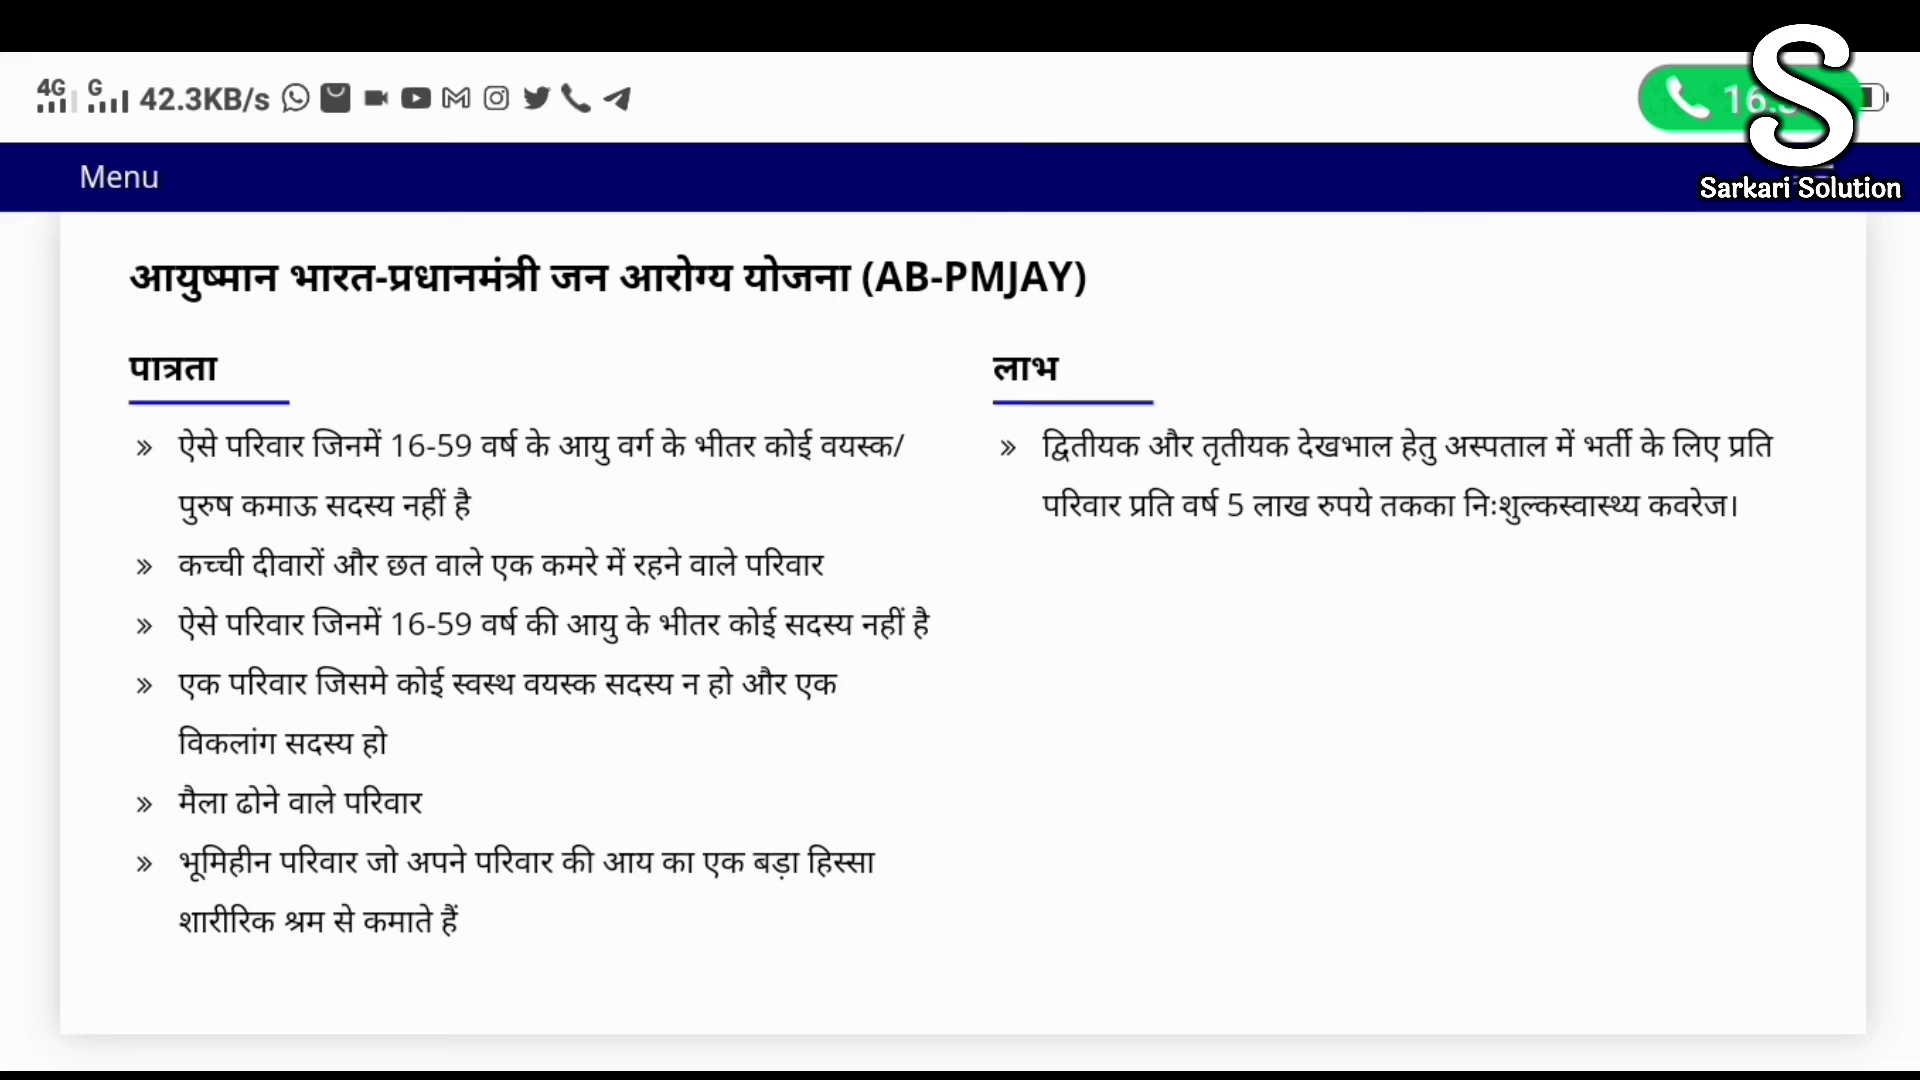 4G G 42.3KB/s
S
Sarkari Solution
Menu
आयुष्मान भारत-प्रधानमंत्री जन आरोग्य योजना (AB-PMJAY)
पात्रता
» ऐसे परिवार जिनमें 16-59 वर्ष के आयु वर्ग के भीतर कोई वयस्क/
पुरुष कमाऊ सदस्य नहीं है
» कच्ची दीवारों और छत वाले एक कमरे में रहने वाले परिवार
» ऐसे परिवार जिनमें 16-59 वर्ष की आयु के भीतर कोई सदस्य नहीं है
» एक परिवार जिसमे कोई स्वस्थ वयस्क सदस्य न हो और एक
विकलांग सदस्य हो
» मैला ढोने वाले परिवार
» भूमिहीन परिवार जो अपने परिवार की आय का एक बड़ा हिस्सा
शारीरिक श्रम से कमाते हैं
लाभ
» द्वितीयक और तृतीयक देखभाल हेतु अस्पताल में भर्ती के लिए प्रति
परिवार प्रति वर्ष 5 लाख रुपये तकका निःशुल्कस्वास्थ्य कवरेज।